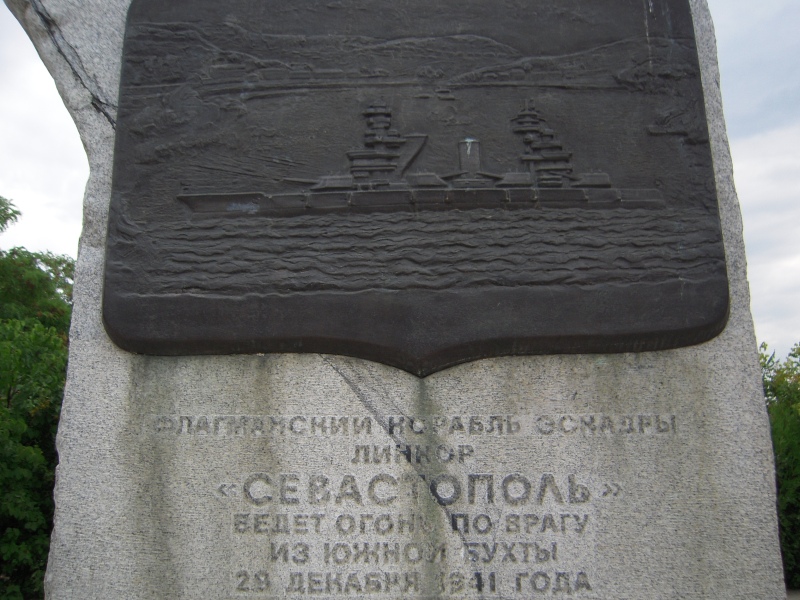 ФЛАГМАНСКИЙ КОРАБЛЬ ЭСКАДРЫ
ЛИНКОР
«СЕВАСТОПОЛЬ»
ВЕДЕТ ОГОНЬ ПО ВРАГУ
ИЗ ЮЖНОЙ БУХТЫ
29 ДЕКАБРЯ 1941 ГОДА